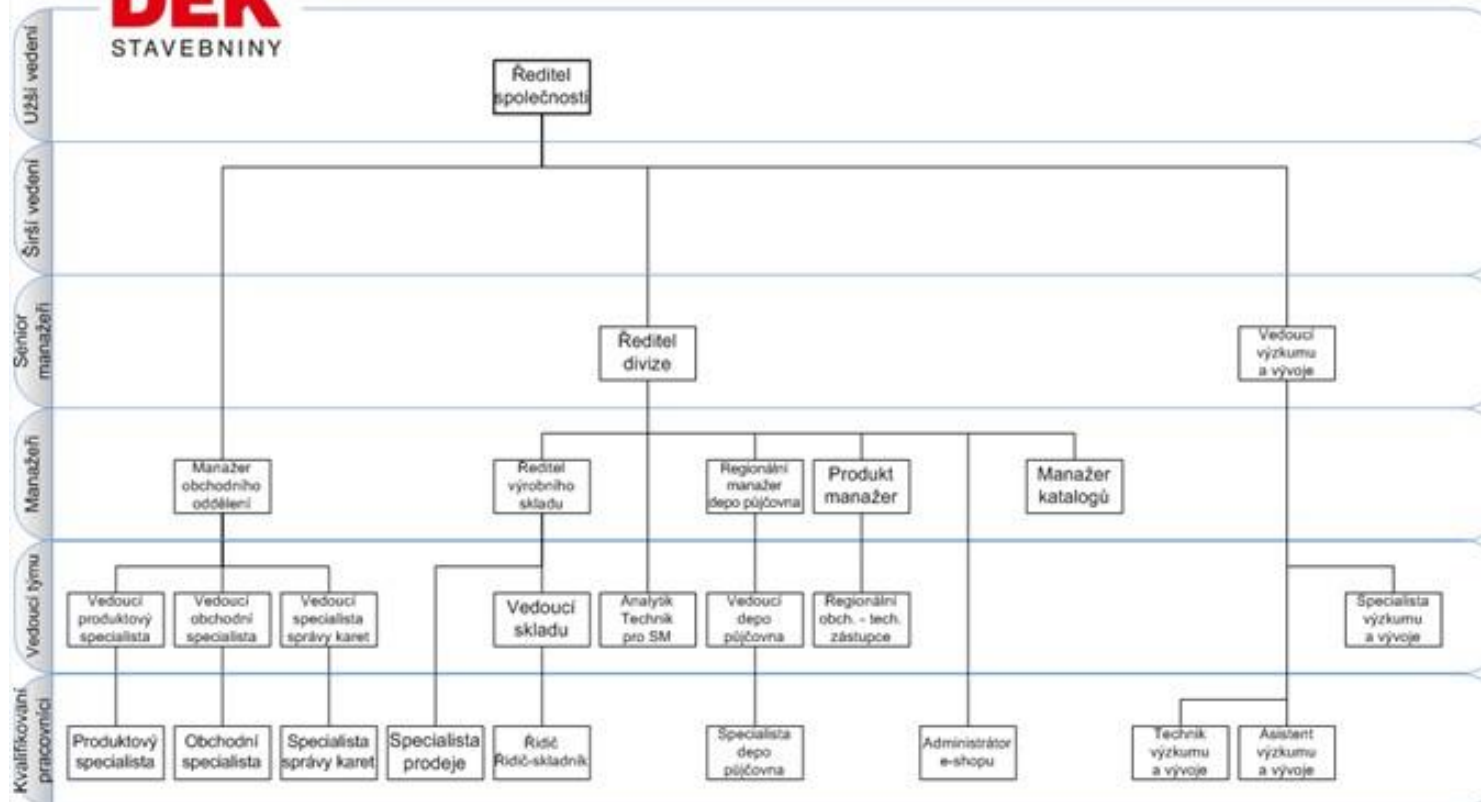 DEK
STAVEBNINY
Užší vedení
Ředitel
společnosti
Širší vedení
Senior
manažeři
Ředitel
divize
Vedoucí
výzkumu
a vývoje
Manažeři
Manažer
obchodního
oddělení
Ředitel
výrobního
skladu
Regionální
manažer
depo půjčovna
Produkt
manažer
Manažer
katalogů
Vedoucí týmu
Vedoucí
produktový
specialista
Vedoucí
obchodní
specialista
Vedoucí
specialista
správy karet
Vedoucí
skladu
Analytik
Technik
pro SM
Vedoucí
depo
půjčovna
Regionální
obch. - tech.
zástupce
Specialista
výzkumu
a vývoje
Kvalifikovaní
pracovníci
Produktový
specialista
Obchodní
specialista
Specialista
správy karet
Specialista
prodeje
Řidič
Řidič-skladník
Specialista
depo
půjčovna
Administrátor
e-shopu
Technik
výzkumu
a vývoje
Asistent
výzkumu
a vývoje